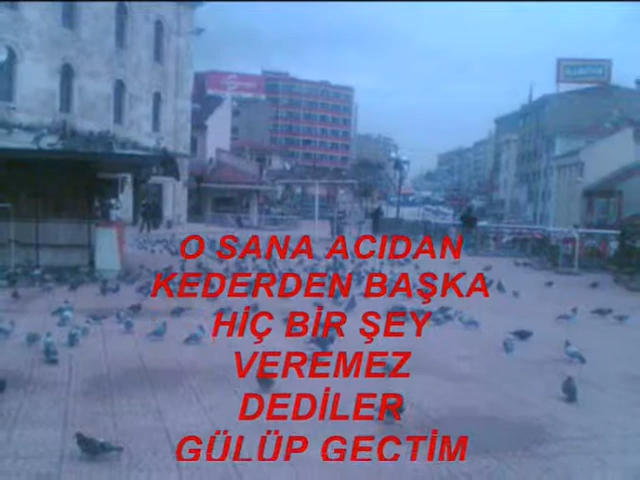 O SANA ACIDAN
KEDERDEN BAŞKA
HİÇ BİR ŞEY
VEREMEZ
DEDİLER
GÜLÜP GECTİM